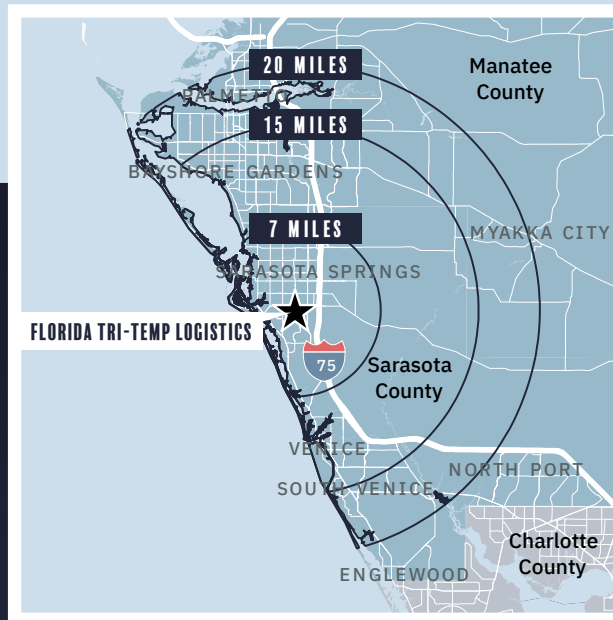 20 MILES
Manatee
County
PALMETTO
15 MILES
BAYSHORE GARDENS
7 MILES
MYAKKA CITY
SARASOTA SPRINGS
FLORIDA TRI-TEMP LOGISTICS
75
Sarasota
County
VENICE
NORTH PORT
SOUTH VENICE
Charlotte
County
ENGLEWOOD